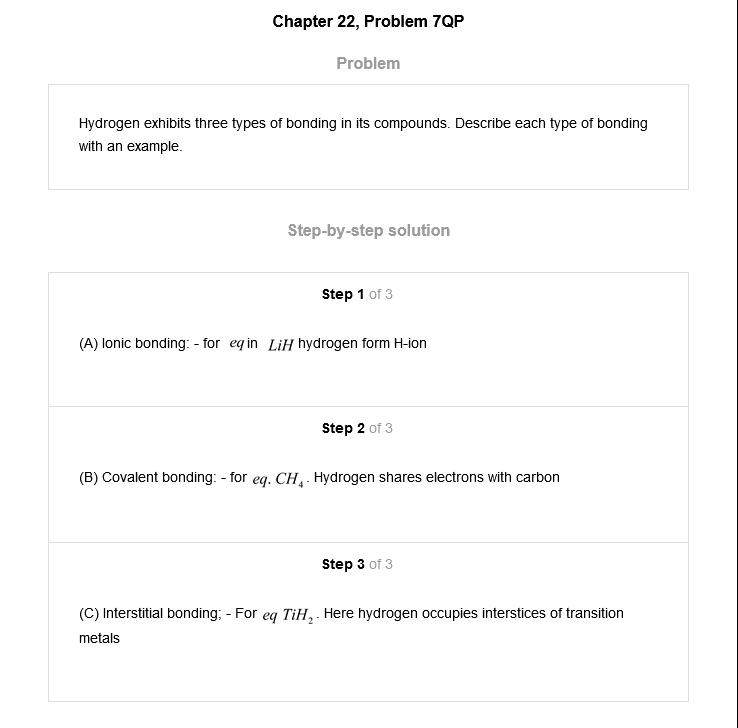 Chapter 22, Problem 7QP
Problem
Hydrogen exhibits three types of bonding in its compounds. Describe each type of bonding
with an example.
Step-by-step solution
Step 1 of 3
(A) Ionic bonding: - for eq in LiH hydrogen form H-ion
Step 2 of 3
(B) Covalent bonding: - for eq. CH₄. Hydrogen shares electrons with carbon
Step 3 of 3
(C) Interstitial bonding; - For eq TiH₂. Here hydrogen occupies interstices of transition
metals